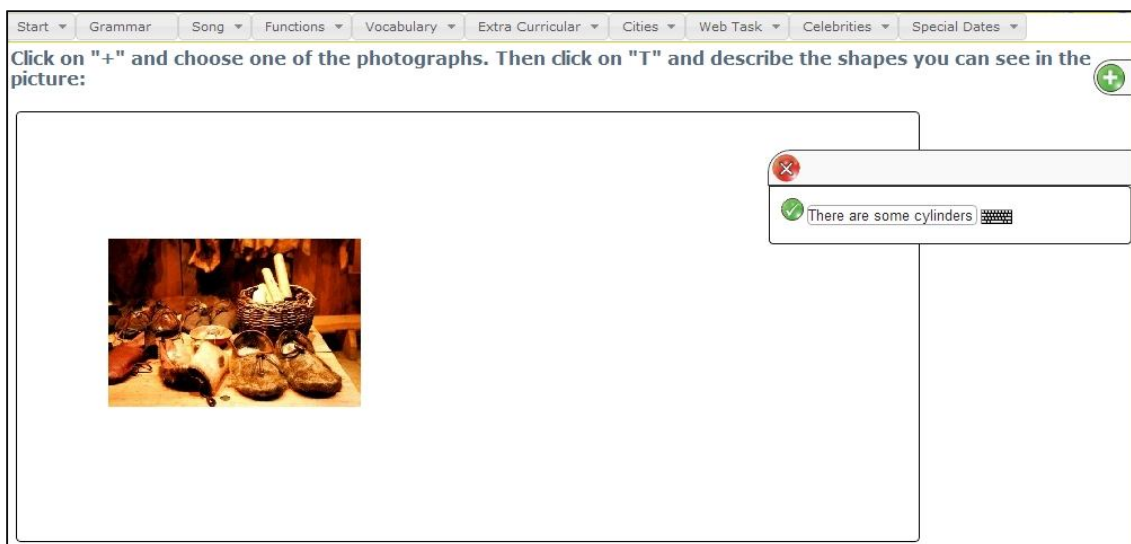 Start Grammar Song Functions Vocabulary Extra Curricular Cities Web Task Celebrities Special Dates
Click on "+" and choose one of the photographs. Then click on "T" and describe the shapes you can see in the
picture:
There are some cylinders